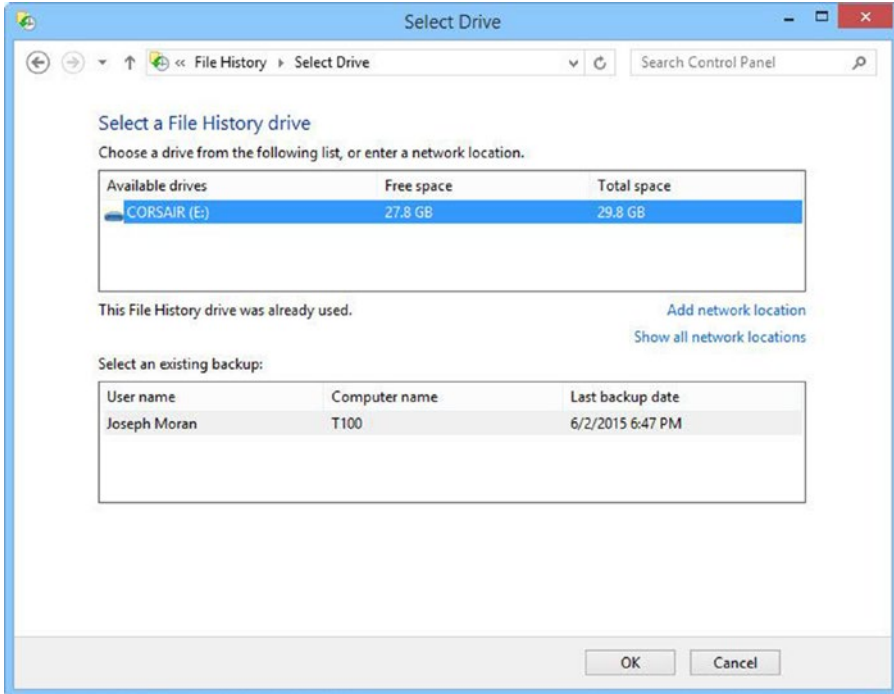 Select Drive
« File History ▸ Select Drive
Search Control Panel
Select a File History drive
Choose a drive from the following list, or enter a network location.
Available drives Free space Total space
CORSAIR (E:) 27.8 GB 29.8 GB
This File History drive was already used.
Add network location
Show all network locations
Select an existing backup:
User name Computer name Last backup date
Joseph Moran T100 6/2/2015 6:47 PM
OK Cancel